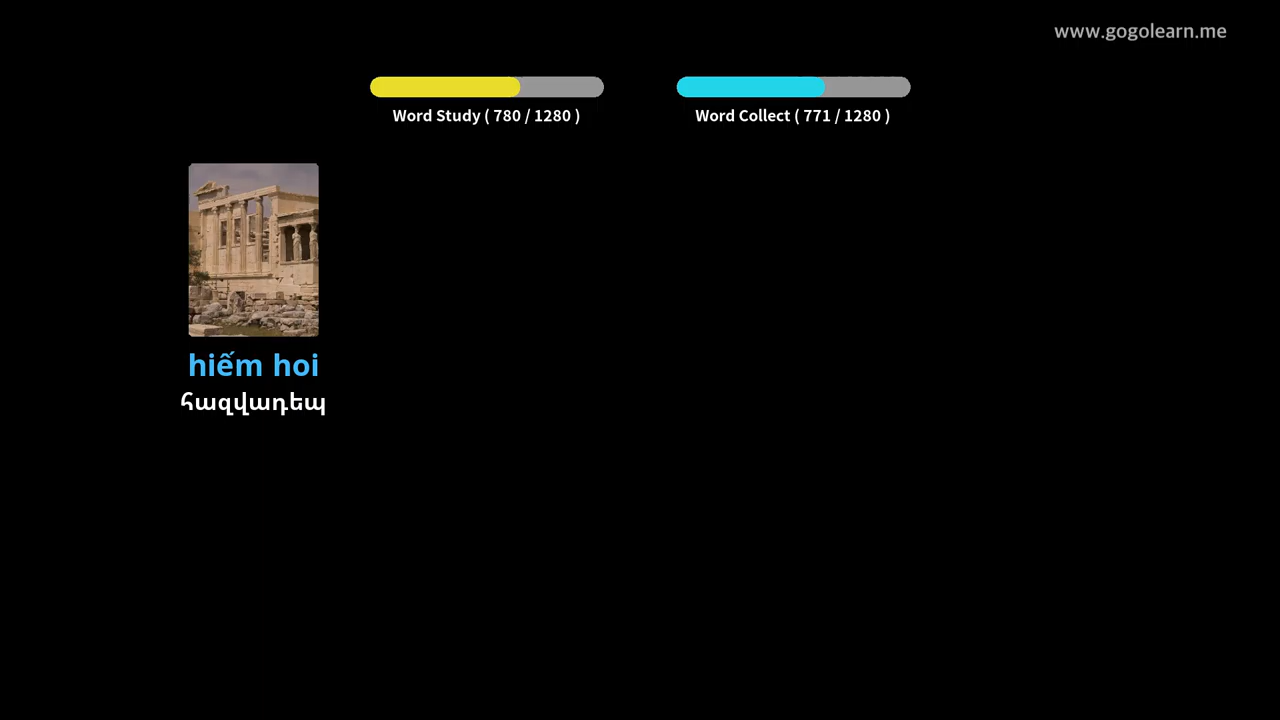 www.gogolearn.me
Word Study ( 780 / 1280 )
Word Collect ( 771 / 1280 )
hiếm hoi
հազվադեպ